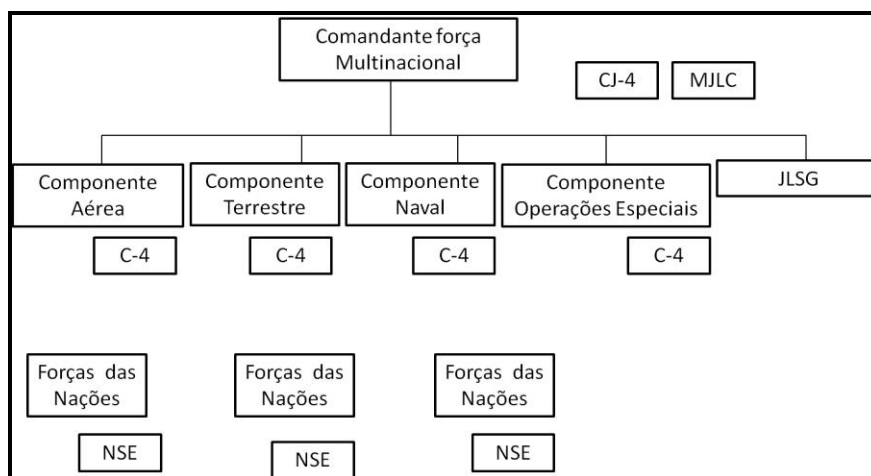 Comandante força
Multinacional
CJ-4
MJLC
Componente
Aérea
Componente
Terrestre
Componente
Naval
Componente
Operações Especiais
JLSG
C-4
C-4
C-4
C-4
Forças das
Nações
Forças das
Nações
Forças das
Nações
NSE
NSE
NSE